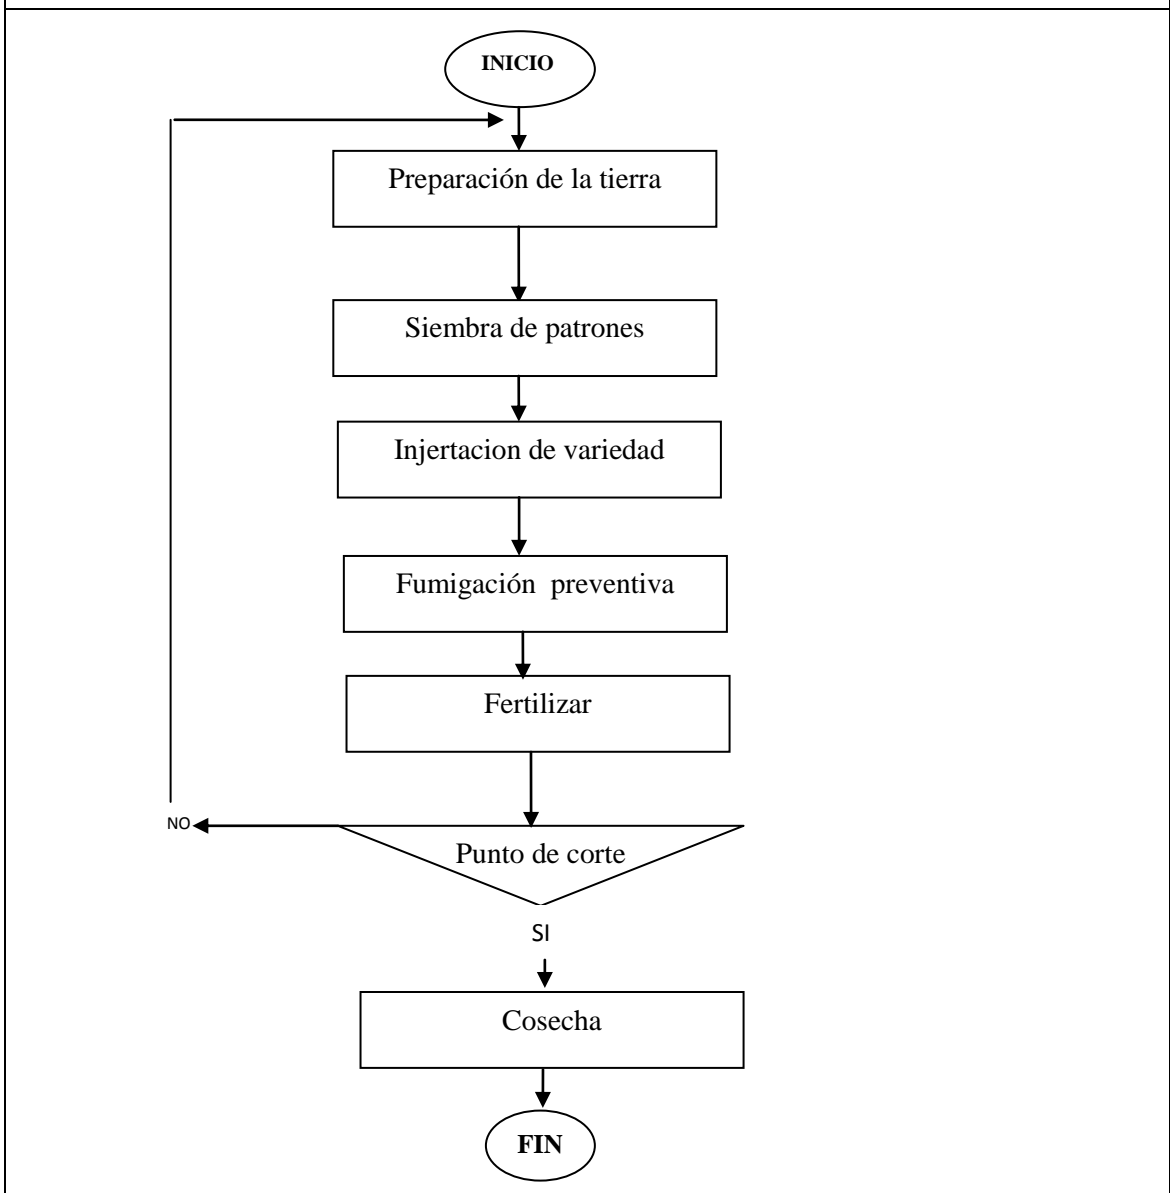 INICIO
Preparación de la tierra
Siembra de patrones
Injertacion de variedad
Fumigación preventiva
Fertilizar
NO
Punto de corte
SI
Cosecha
FIN